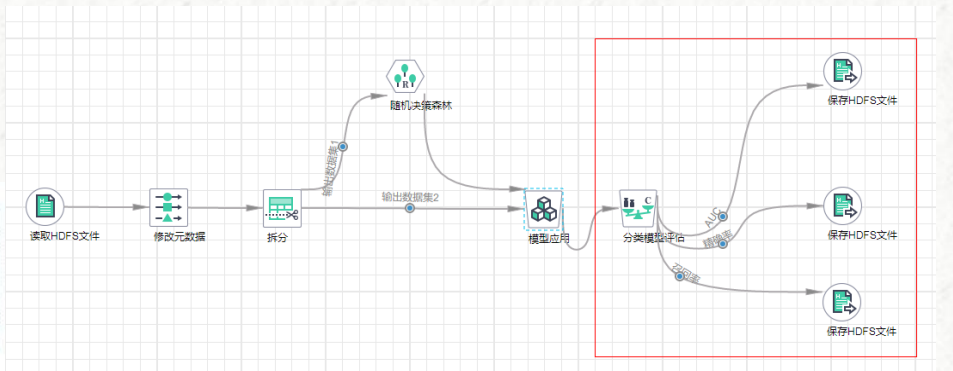 保存HDFS文件
随机决策森林
输出数据集1
输出数据集2
读取HDFS文件
修改元数据
拆分
模型应用
C
分类模型评估
AUC
精确率
召回率
保存HDFS文件
保存HDFS文件